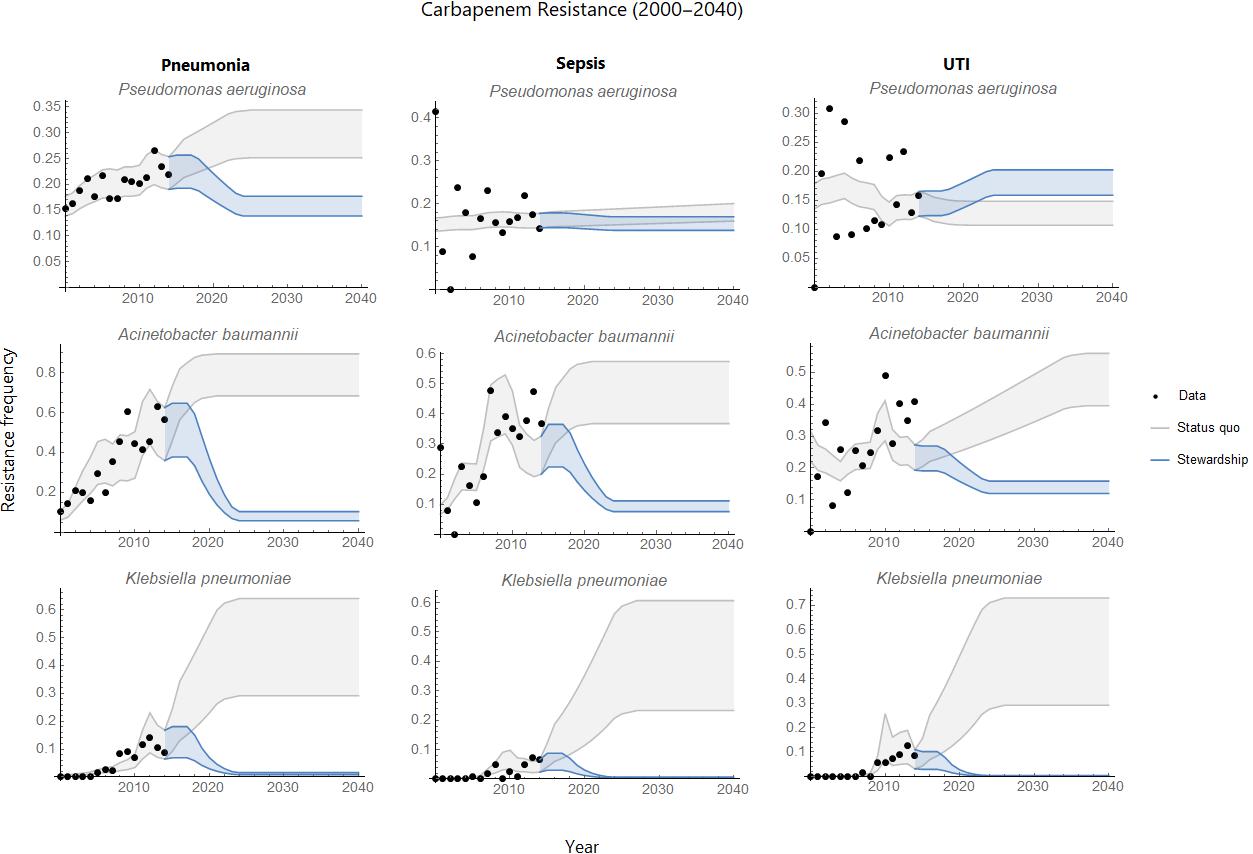 Carbapenem Resistance (2000–2040)
Pneumonia
Sepsis
UTI
Pseudomonas aeruginosa
Pseudomonas aeruginosa
Pseudomonas aeruginosa
0.35
0.30
0.25
0.20
0.15
0.10
0.05
2010 2020 2030 2040
0.4
0.3
0.2
0.1
2010 2020 2030 2040
0.30
0.25
0.20
0.15
0.10
0.05
2010 2020 2030 2040
Resistance frequency
Acinetobacter baumannii
Acinetobacter baumannii
Acinetobacter baumannii
0.8
0.6
0.4
0.2
2010 2020 2030 2040
0.6
0.5
0.4
0.3
0.2
0.1
2010 2020 2030 2040
0.5
0.4
0.3
0.2
0.1
2010 2020 2030 2040
Data
Status quo
Stewardship
Klebsiella pneumoniae
Klebsiella pneumoniae
Klebsiella pneumoniae
0.6
0.5
0.4
0.3
0.2
0.1
2010 2020 2030 2040
0.6
0.5
0.4
0.3
0.2
0.1
2010 2020 2030 2040
0.7
0.6
0.5
0.4
0.3
0.2
0.1
2010 2020 2030 2040
Year